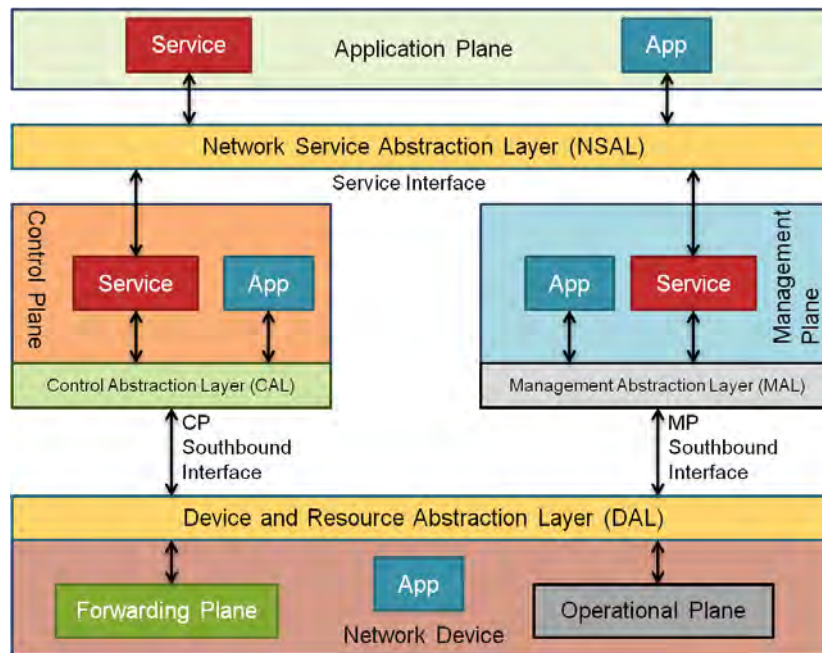 Service
Application Plane
App
Network Service Abstraction Layer (NSAL)
Service Interface
Control Plane
Service
App
Control Abstraction Layer (CAL)
App
Service
Management
Plane
Management Abstraction Layer (MAL)
CP
Southbound
Interface
MP
Southbound
Interface
Device and Resource Abstraction Layer (DAL)
Forwarding Plane
App
Network Device
Operational Plane